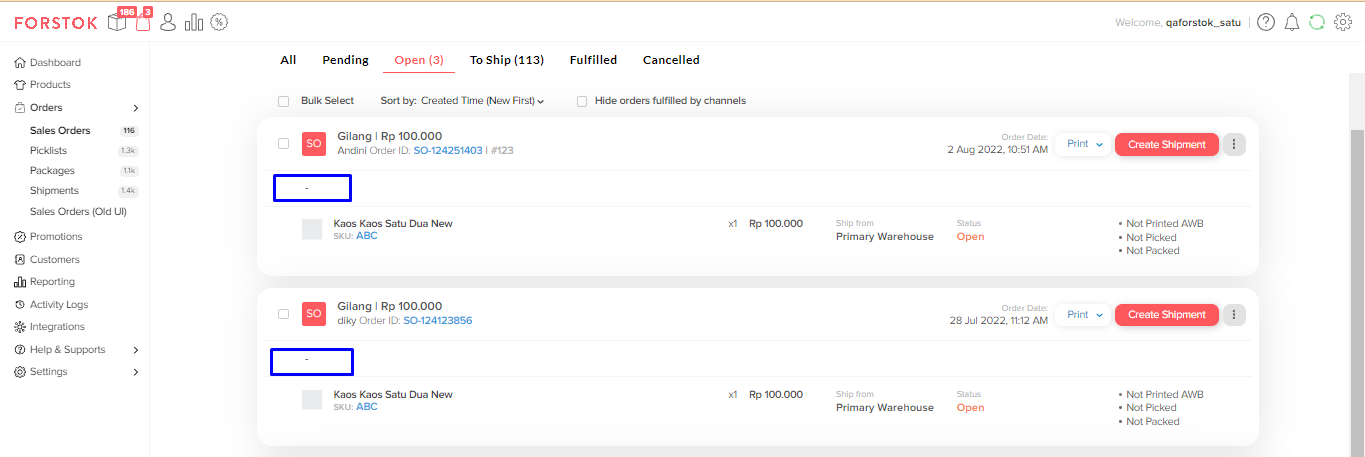 FORSTOK 186 3 Welcome, qaforstok_satu
All Pending Open (3) To Ship (113) Fulfilled Cancelled
Bulk Select Sort by: Created Time (New First) Hide orders fulfilled by channels
Dashboard
Products
Orders
Sales Orders 116
Picklists 1.3k
Packages 1.1k
Shipments 1.4k
Sales Orders (Old UI)
Promotions
Customers
Reporting
Activity Logs
Integrations
Help & Supports
Settings
SO Gilang | Rp 100.000
Andini Order ID: SO-124251403 | #123
Order Date:
2 Aug 2022, 10:51 AM
Print Create Shipment
-
Kaos Kaos Satu Dua New
SKU: ABC
x1 Rp 100.000
Ship from
Primary Warehouse
Status
Open
• Not Printed AWB
• Not Picked
• Not Packed
SO Gilang | Rp 100.000
diky Order ID: SO-124123856
Order Date:
28 Jul 2022, 11:12 AM
Print Create Shipment
-
Kaos Kaos Satu Dua New
SKU: ABC
x1 Rp 100.000
Ship from
Primary Warehouse
Status
Open
• Not Printed AWB
• Not Picked
• Not Packed